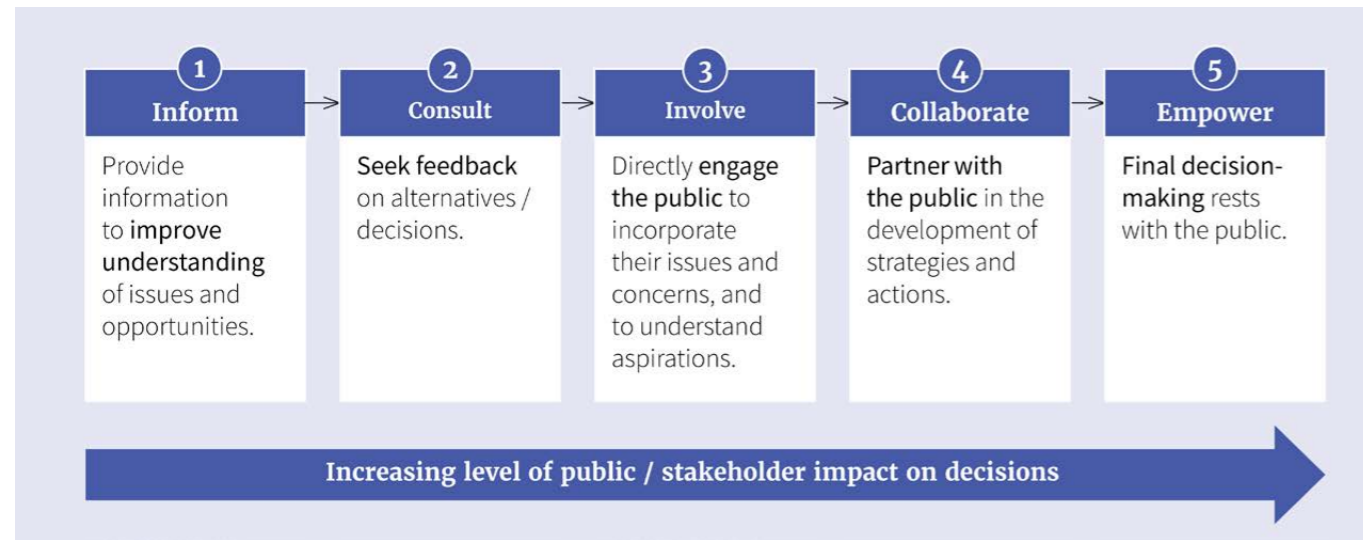 1
Inform
Provide
information
to improve
understanding
of issues and
opportunities.
2
Consult
Seek feedback
on alternatives /
decisions.
3
Involve
Directly engage
the public to
incorporate
their issues and
concerns, and
to understand
aspirations.
4
Collaborate
Partner with
the public in the
development of
strategies and
actions.
5
Empower
Final decision-
making rests
with the public.
Increasing level of public / stakeholder impact on decisions